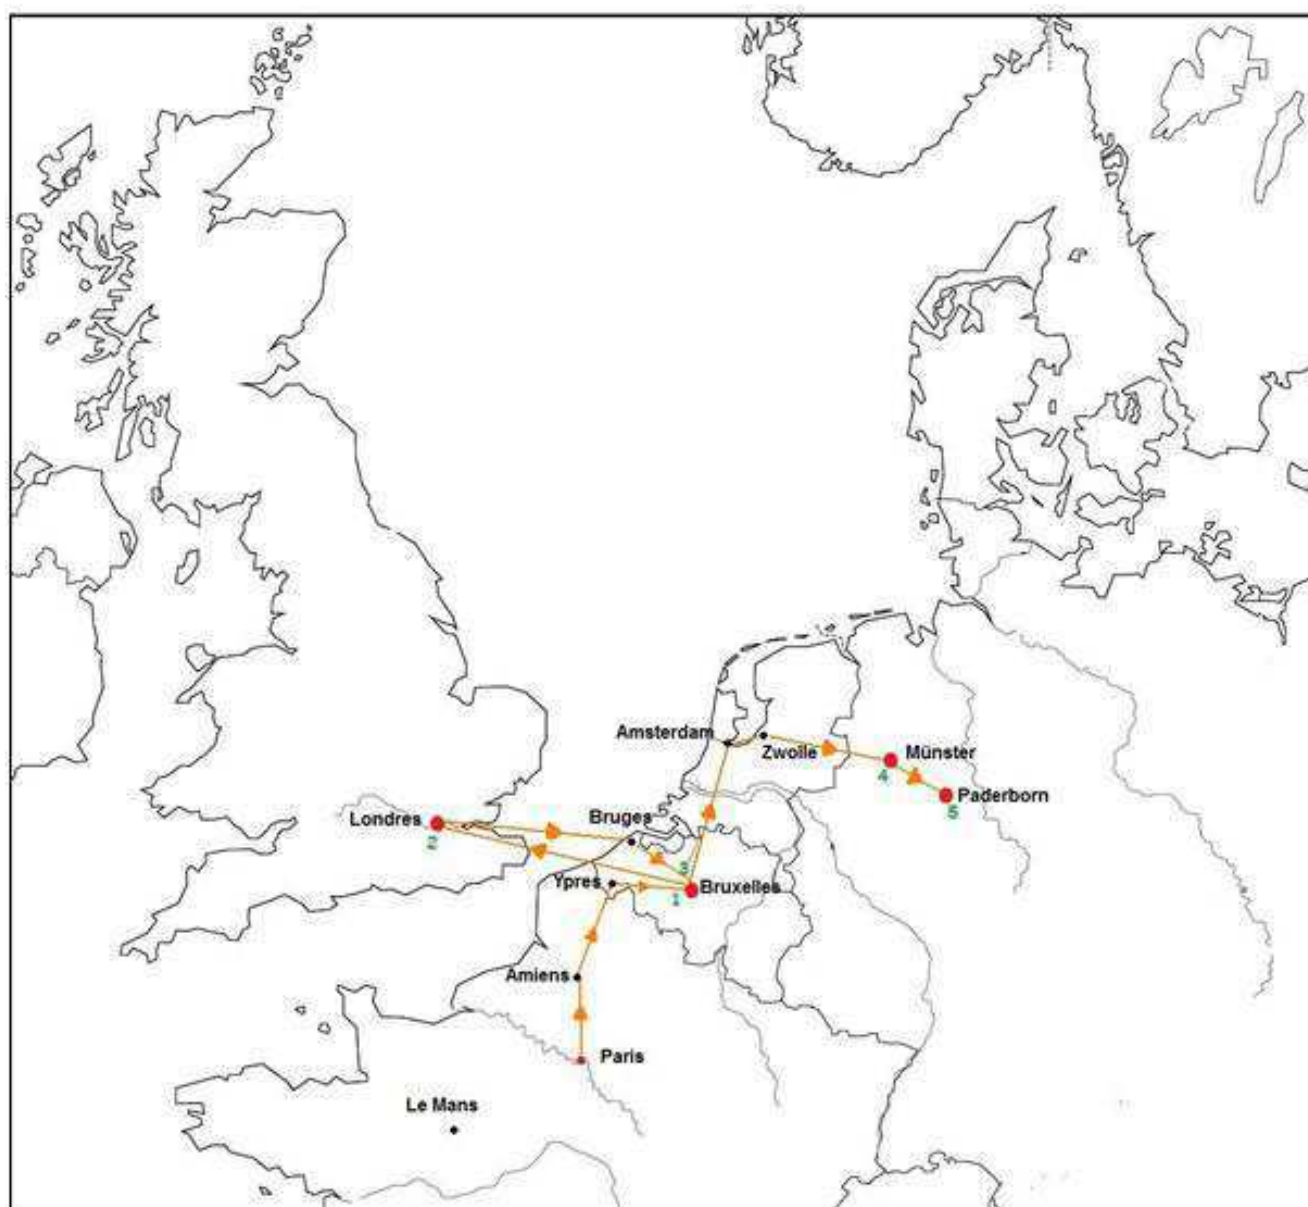 Amsterdam
Zwolle
Münster
4
Paderborn
5
Londres
2
Bruges
3
Ypres
Bruxelles
1
Amiens
Paris
Le Mans